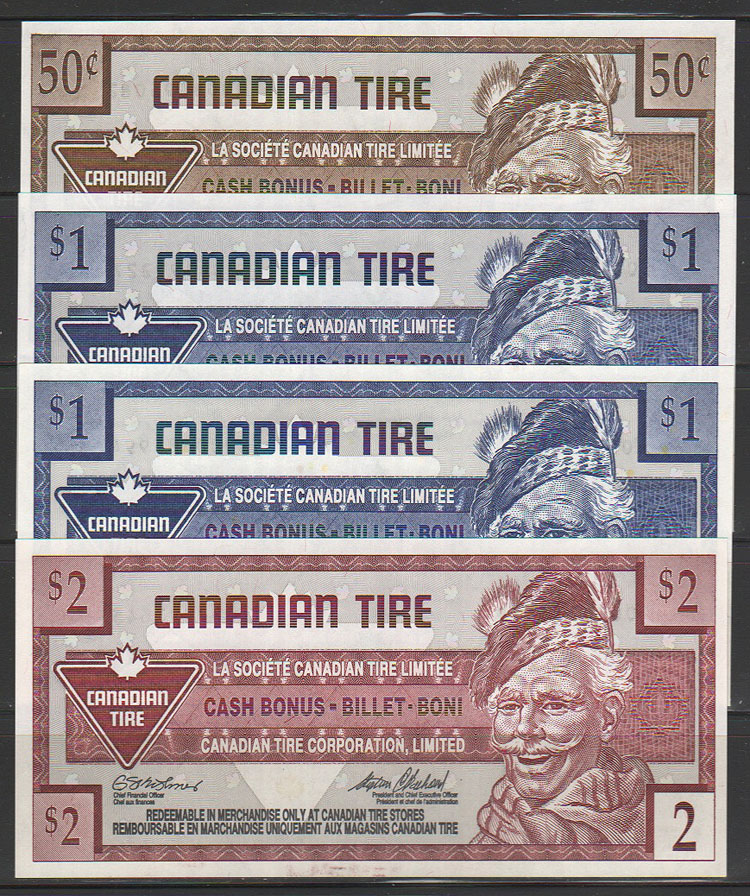 50¢ CANADIAN TIRE 50¢
LA SOCIÉTÉ CANADIAN TIRE LIMITÉE
CANADIAN
TIRE
CASH BONUS - BILLET - BONI
$1 CANADIAN TIRE $1
LA SOCIÉTÉ CANADIAN TIRE LIMITÉE
CANADIAN
CASH BONUS - BILLET - BONI
$1 CANADIAN TIRE $1
LA SOCIÉTÉ CANADIAN TIRE LIMITÉE
CANADIAN
CASH BONUS - BILLET - BONI
$2 CANADIAN TIRE $2
LA SOCIÉTÉ CANADIAN TIRE LIMITÉE
CANADIAN
TIRE
CASH BONUS - BILLET - BONI
CANADIAN TIRE CORPORATION, LIMITED
Chief Financial Officer
Chef aux finances
President and Chief Executive Officer
Président et chef de l'administration
REDEEMABLE IN MERCHANDISE ONLY AT CANADIAN TIRE STORES
REMBOURSABLE EN MARCHANDISE UNIQUEMENT AUX MAGASINS CANADIAN TIRE
$2 2